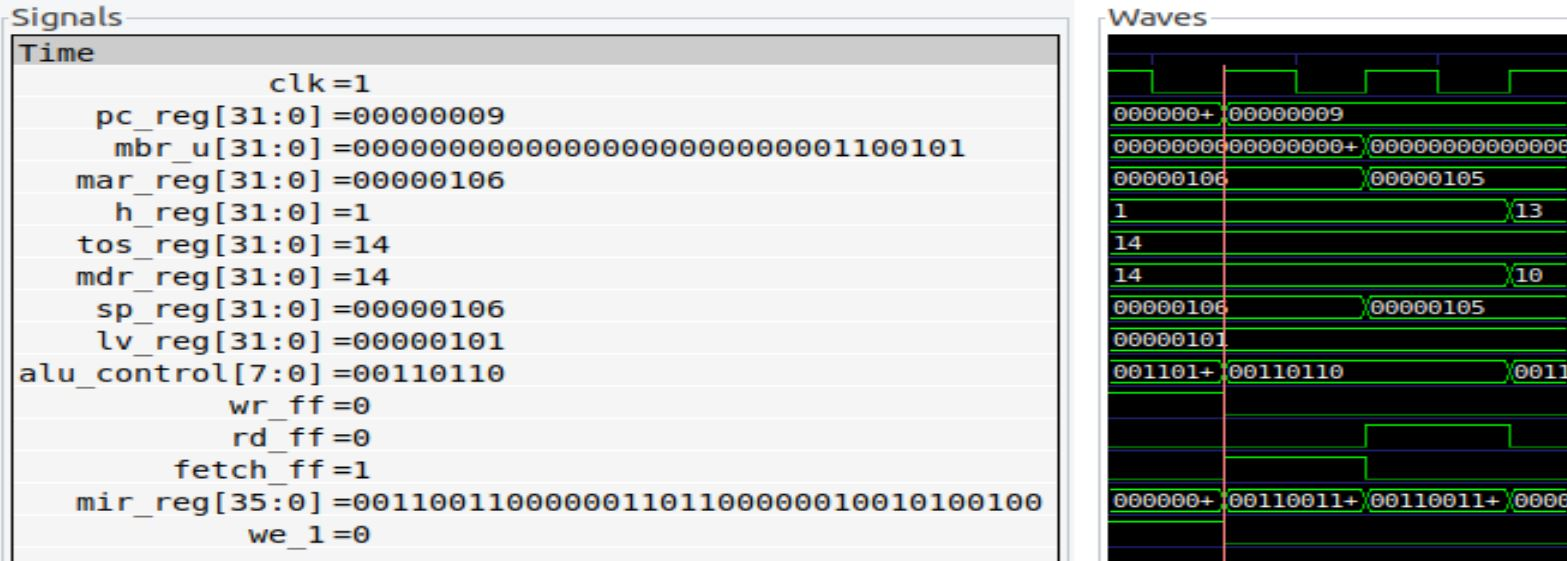 Signals
Time
clk=1
pc_reg[31:0]=00000009
mbr_u[31:0]=00000000000000000000000001100101
mar_reg[31:0]=00000106
h_reg[31:0]=1
tos_reg[31:0]=14
mdr_reg[31:0]=14
sp_reg[31:0]=00000106
lv_reg[31:0]=00000101
alu_control[7:0]=00110110
wr_ff=0
rd_ff=0
fetch_ff=1
mir_reg[35:0]=001100110000001101100000010010100100
we_1=0
Waves
000000+ 00000009
0000000000000000+ 00000000000000
00000106 00000105
1 13
14
14 10
00000106 00000105
00000101
001101+ 00110110 0011
000000+ 00110011+ 00110011+ 0000